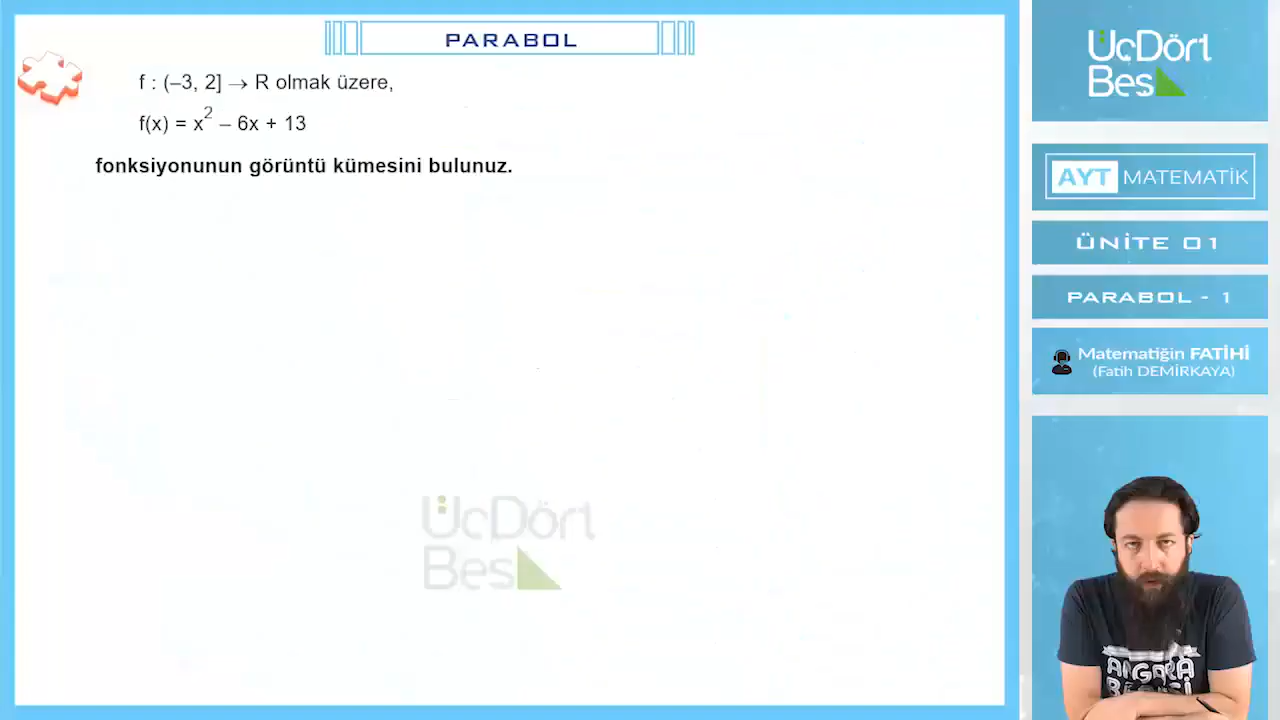 PARABOL
f : (–3, 2] → R olmak üzere,
f(x) = x² – 6x + 13
fonksiyonunun görüntü kümesini bulunuz.
ÜçDört
Beş
ÜçDört
Beş
AYT MATEMATİK
ÜNİTE 01
PARABOL - 1
Matematiğin FATİHİ
(Fatih DEMİRKAYA)
ANGARA